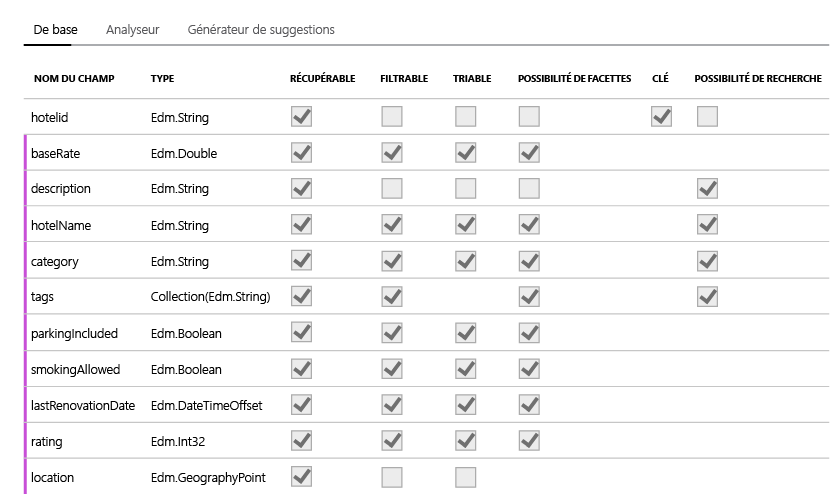 De base Analyseur Générateur de suggestions
NOM DU CHAMP TYPE RÉCUPÉRABLE FILTRABLE TRIABLE POSSIBILITÉ DE FACETTES CLÉ POSSIBILITÉ DE RECHERCHE
hotelid Edm.String
baseRate Edm.Double
description Edm.String
hotelName Edm.String
category Edm.String
tags Collection(Edm.String)
parkingIncluded Edm.Boolean
smokingAllowed Edm.Boolean
lastRenovationDate Edm.DateTimeOffset
rating Edm.Int32
location Edm.GeographyPoint